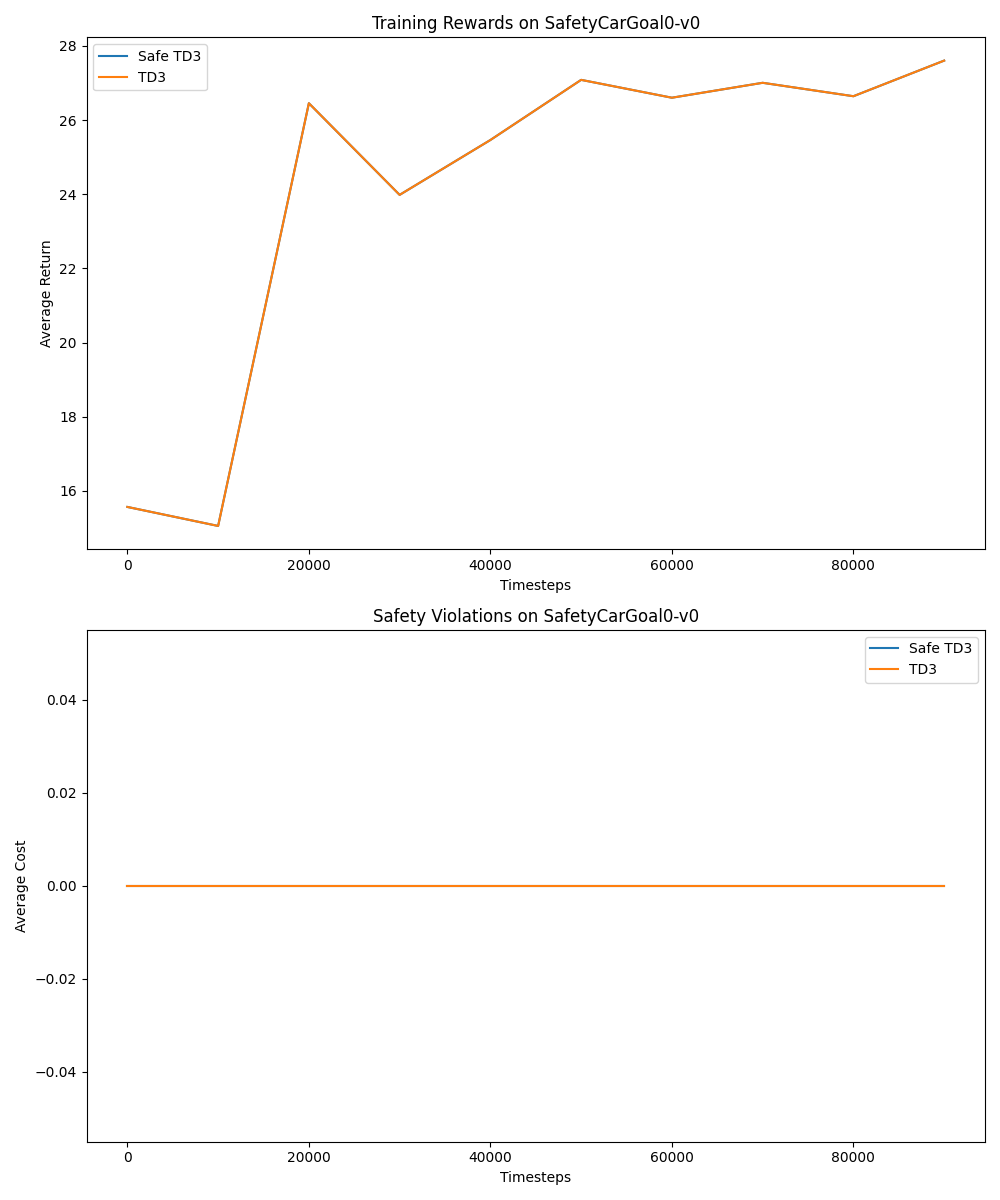 Training Rewards on SafetyCarGoal0-v0
Safe TD3
TD3
28
26
24
22
20
18
16
Average Return
0 20000 40000 60000 80000
Timesteps
Safety Violations on SafetyCarGoal0-v0
Safe TD3
TD3
0.04
0.02
0.00
−0.02
−0.04
Average Cost
0 20000 40000 60000 80000
Timesteps